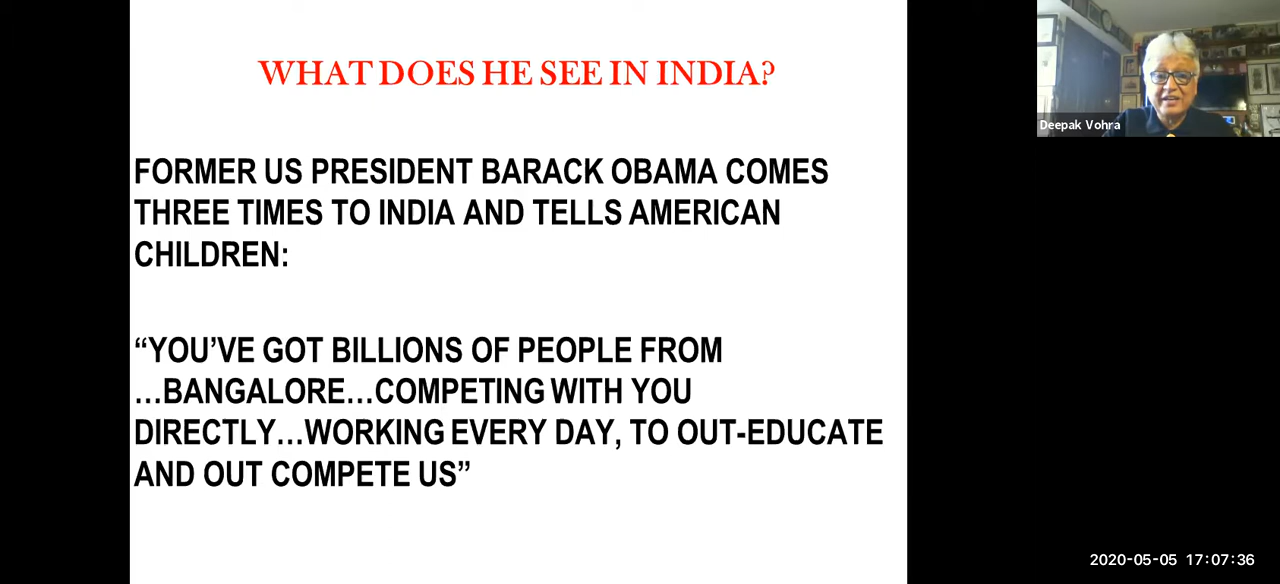 WHAT DOES HE SEE IN INDIA?
FORMER US PRESIDENT BARACK OBAMA COMES
THREE TIMES TO INDIA AND TELLS AMERICAN
CHILDREN:
“YOU’VE GOT BILLIONS OF PEOPLE FROM
…BANGALORE…COMPETING WITH YOU
DIRECTLY…WORKING EVERY DAY, TO OUT-EDUCATE
AND OUT COMPETE US”
Deepak Vohra
2020-05-05 17:07:36